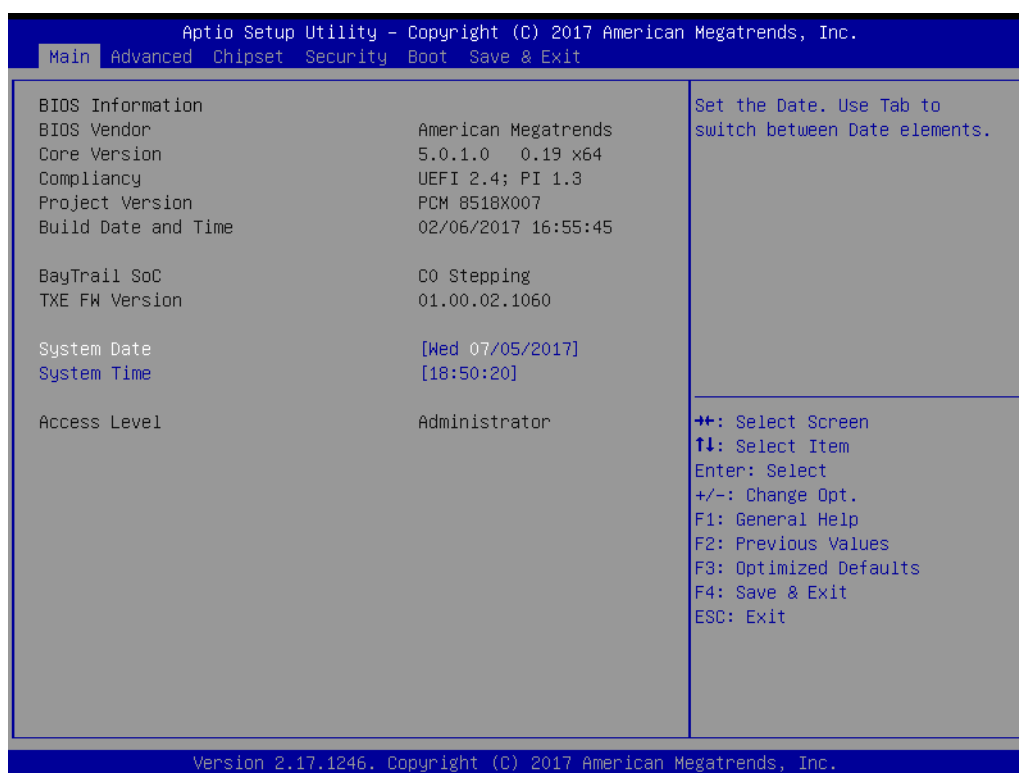 Aptio Setup Utility – Copyright (C) 2017 American Megatrends, Inc.
Main Advanced Chipset Security Boot Save & Exit
BIOS Information
BIOS Vendor American Megatrends
Core Version 5.0.1.0 0.19 x64
Compliancy UEFI 2.4; PI 1.3
Project Version PCM 8518X007
Build Date and Time 02/06/2017 16:55:45
BayTrail SoC C0 Stepping
TXE FW Version 01.00.02.1060
System Date [Wed 07/05/2017]
System Time [18:50:20]
Access Level Administrator
Set the Date. Use Tab to
switch between Date elements.
→←: Select Screen
↑↓: Select Item
Enter: Select
+/-: Change Opt.
F1: General Help
F2: Previous Values
F3: Optimized Defaults
F4: Save & Exit
ESC: Exit
Version 2.17.1246. Copyright (C) 2017 American Megatrends, Inc.